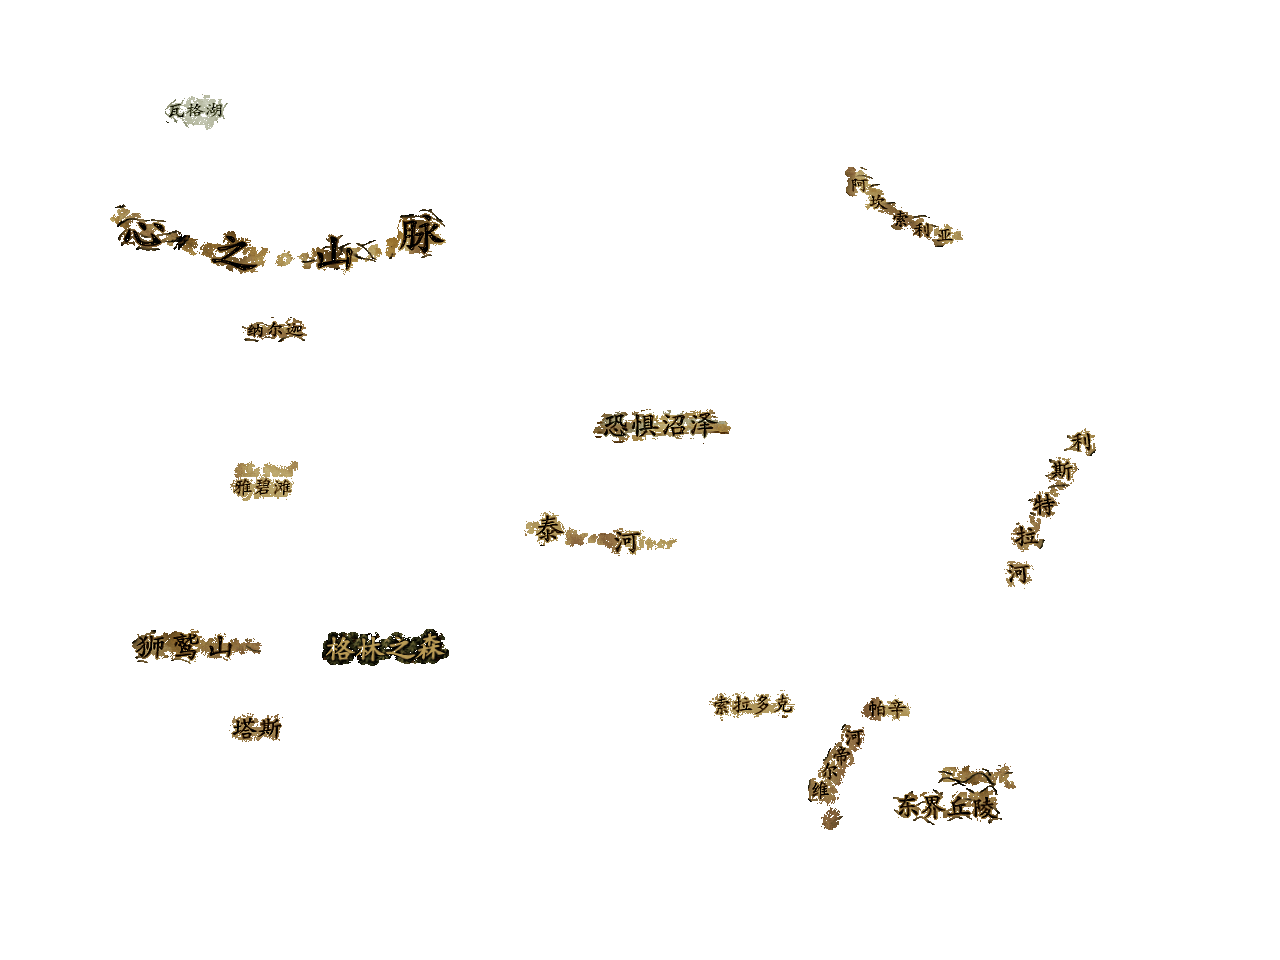 瓦格湖
阿坎索利亚
心之山脉
纳尔迦
恐惧沼泽
利斯特拉河
雅碧滩
泰河
狮鹫山
格林之森
索拉多克
帕辛
塔斯
维尔帝河
东界丘陵